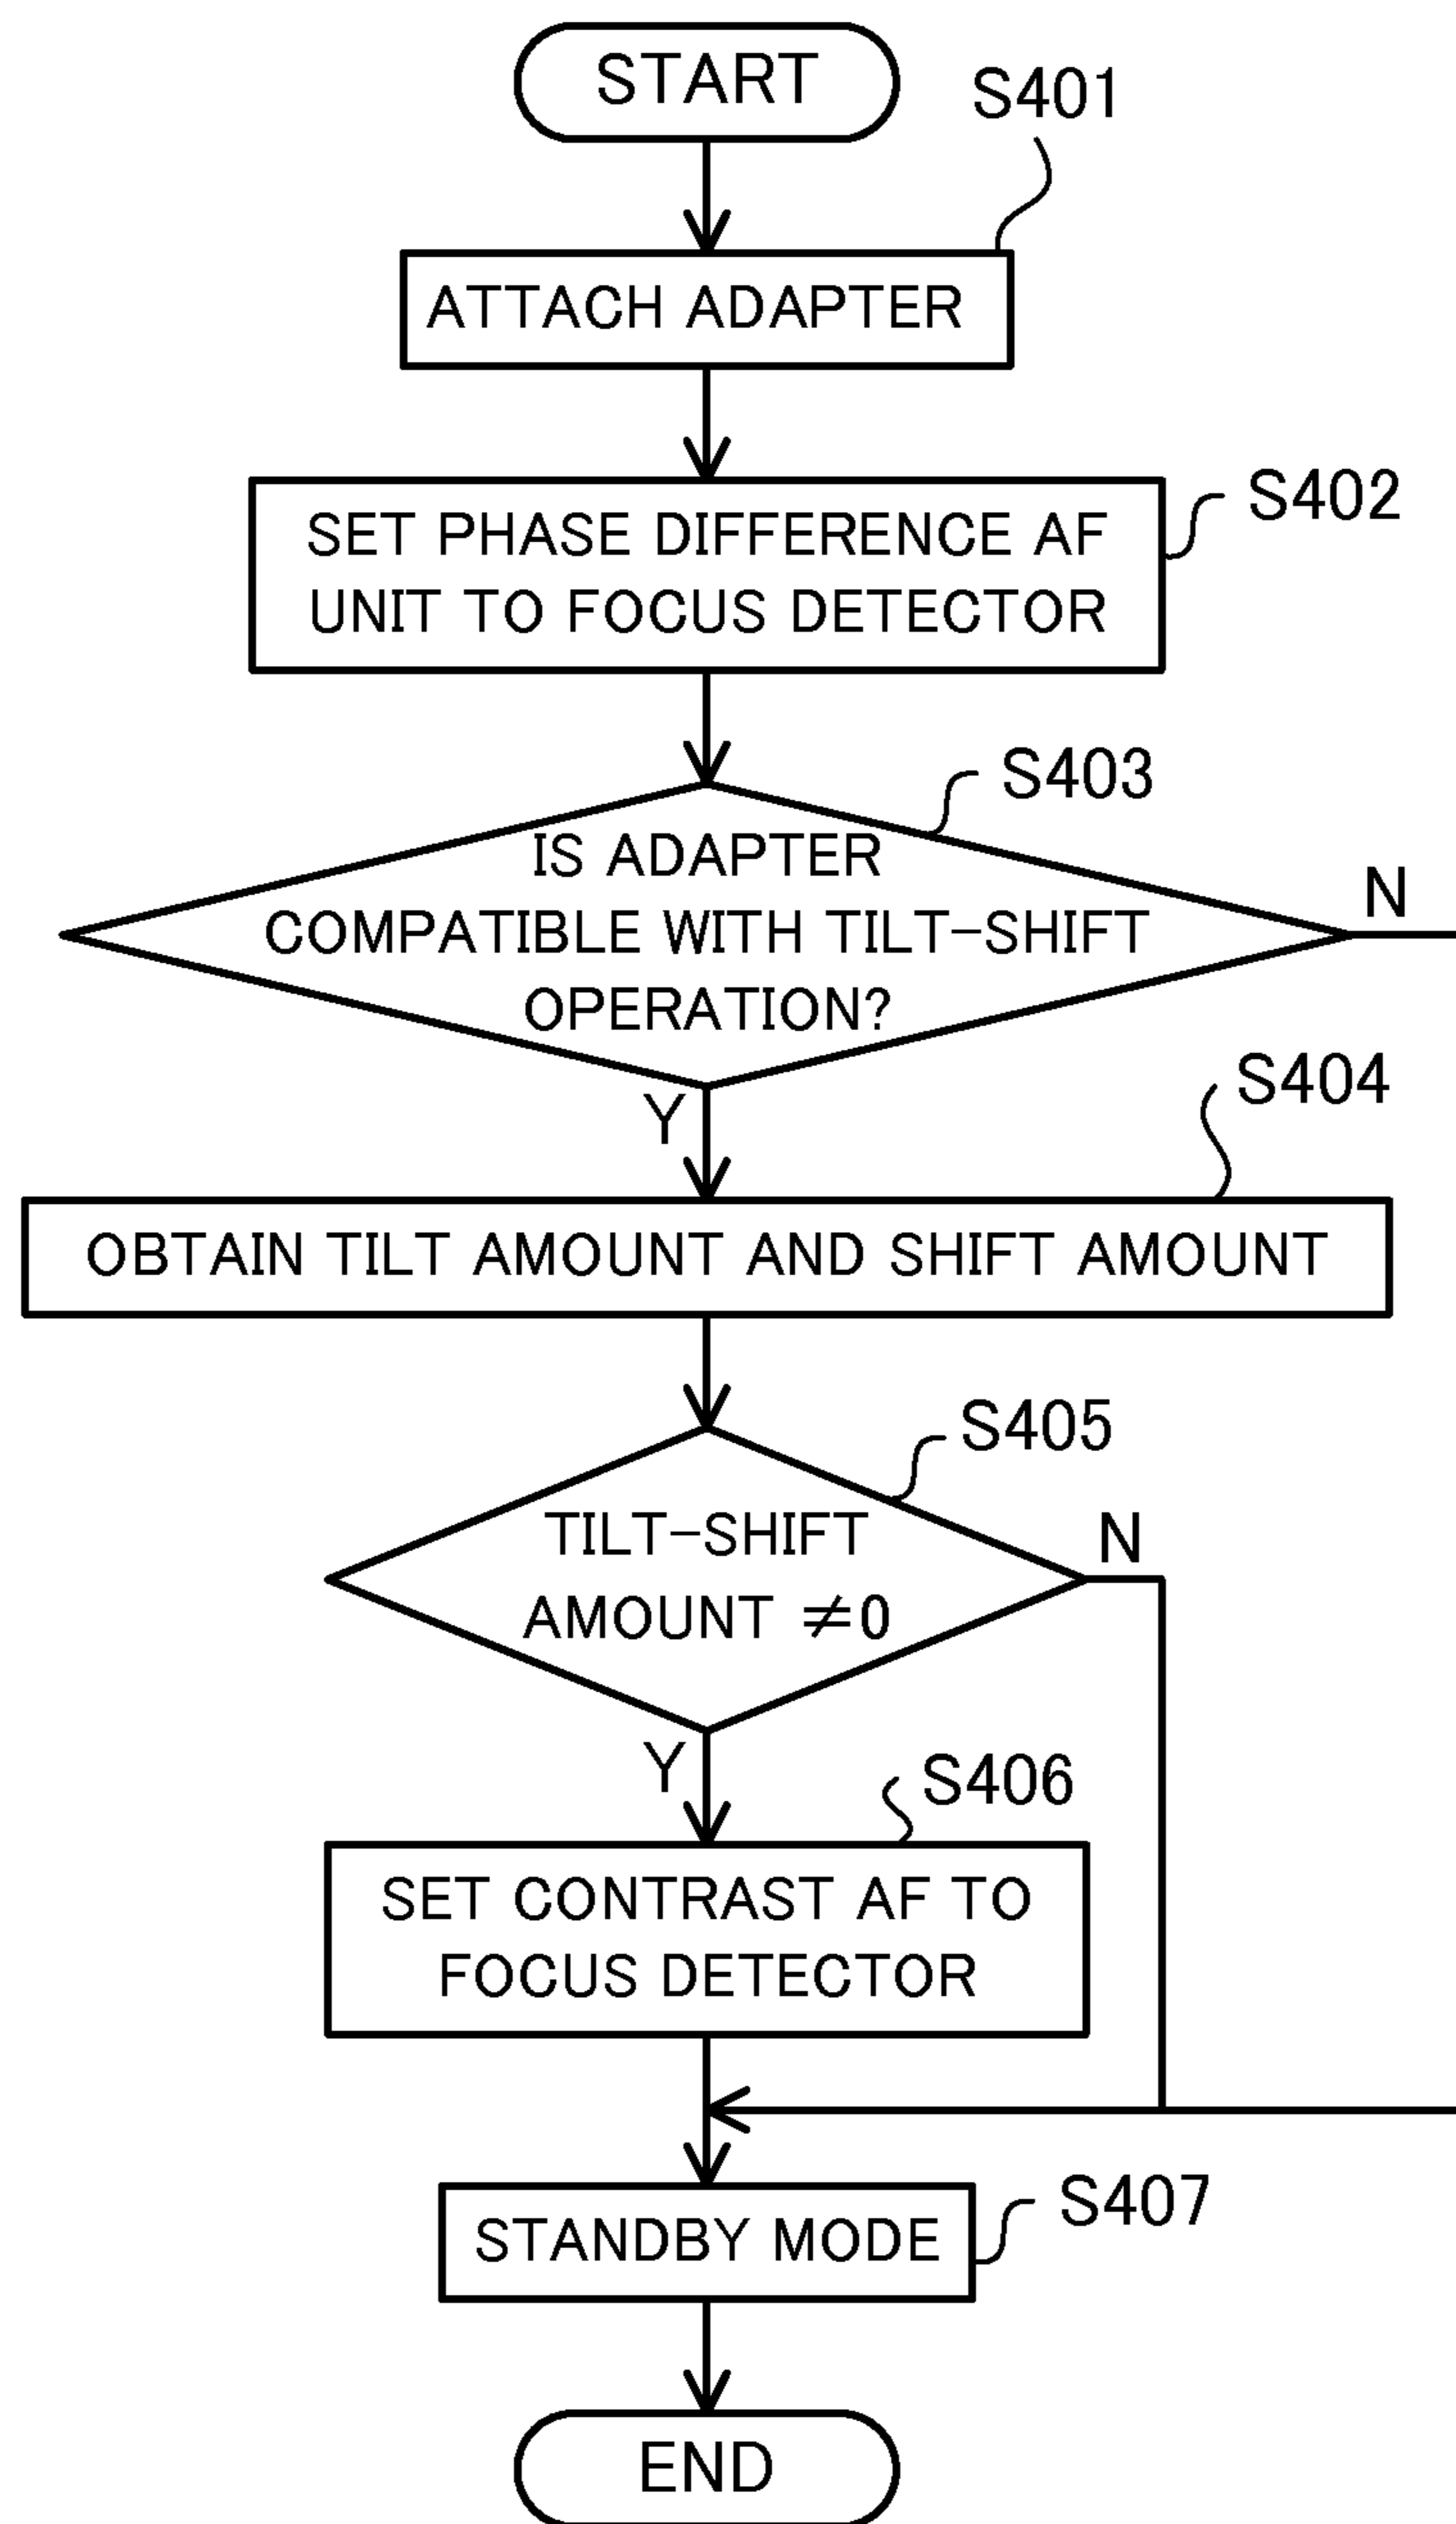 START
S401
ATTACH ADAPTER
S402
SET PHASE DIFFERENCE AF
UNIT TO FOCUS DETECTOR
S403
IS ADAPTER
COMPATIBLE WITH TILT-SHIFT
OPERATION?
N
Y
S404
OBTAIN TILT AMOUNT AND SHIFT AMOUNT
S405
TILT-SHIFT
AMOUNT ≠0
N
Y
S406
SET CONTRAST AF TO
FOCUS DETECTOR
S407
STANDBY MODE
END